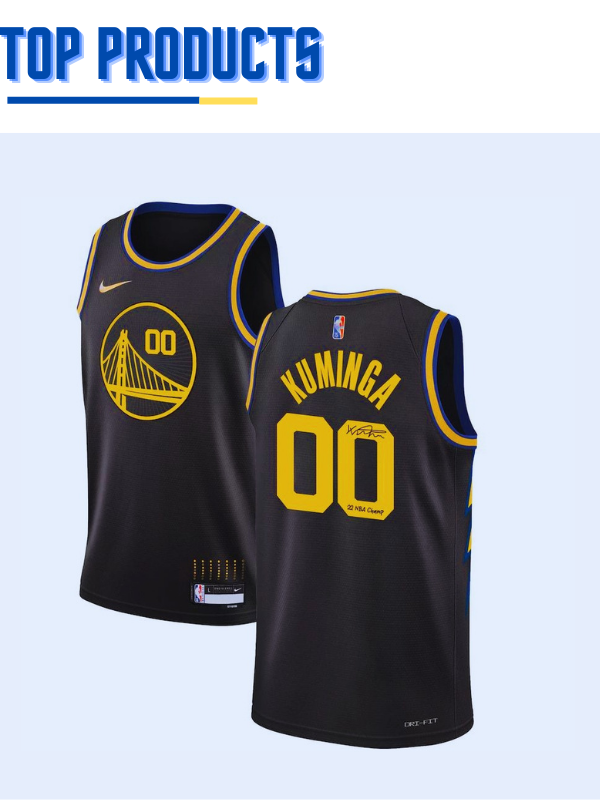 TOP PRODUCTS
00
KUMINGA
00
22 NBA Champ
L
DRI-FIT